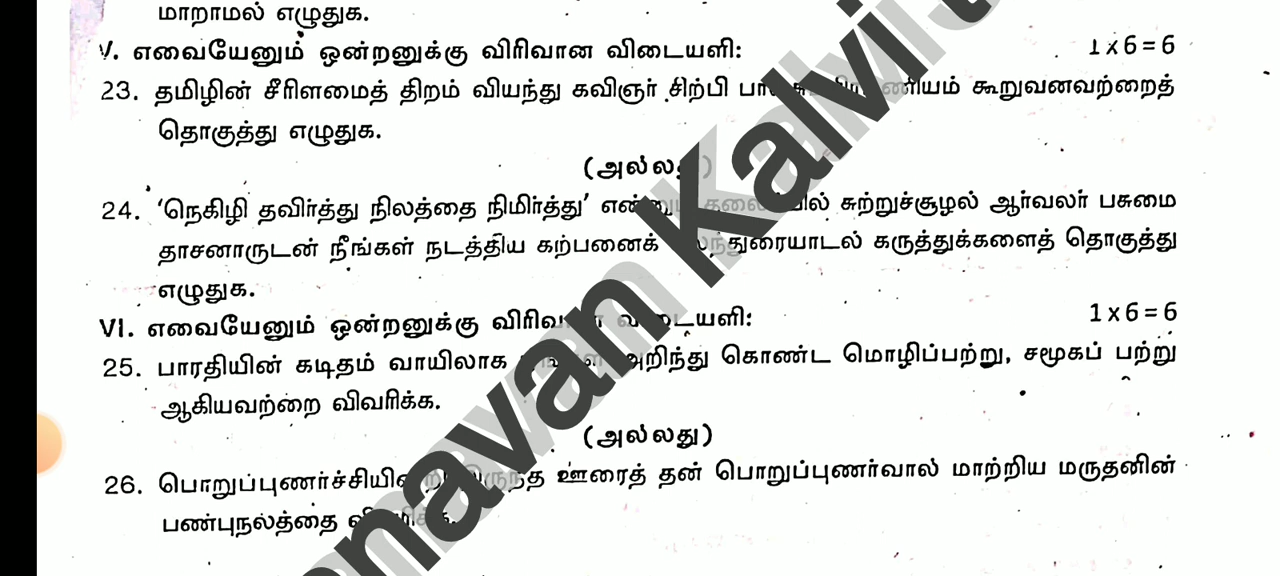 மாறாமல் எழுதுக.
V. எவையேனும் ஒன்றனுக்கு விரிவான விடையளி: 1 x 6 = 6
23. தமிழின் சீரிளமைத் திறம் வியந்து கவிஞர் சிற்பி கூறுவனவற்றைத்
தொகுத்து எழுதுக.
(அல்லது)
24. 'நெகிழி தவிர்த்து நிலத்தை நிமிர்த்து' சுற்றுச்சூழல் ஆர்வலர் பசுமை
தாசனாருடன் நீங்கள் நடத்திய கற்பனைக் கருத்துக்களைத் தொகுத்து
எழுதுக.
VI. எவையேனும் ஒன்றனுக்கு விரிவான விடையளி: 1 x 6 = 6
25. பாரதியின் கடிதம் வாயிலாக அறிந்து கொண்ட மொழிப்பற்று, சமூகப் பற்று
ஆகியவற்றை விவரிக்க.
(அல்லது)
26. ஊரைத் தன் பொறுப்புணர்வால் மாற்றிய மருதனின்
பண்புநலத்தை